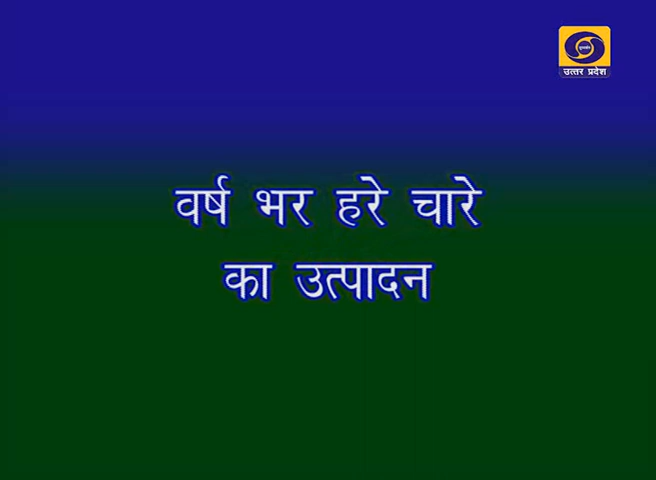 उत्तर प्रदेश
वर्ष भर हरे चारे
का उत्पादन